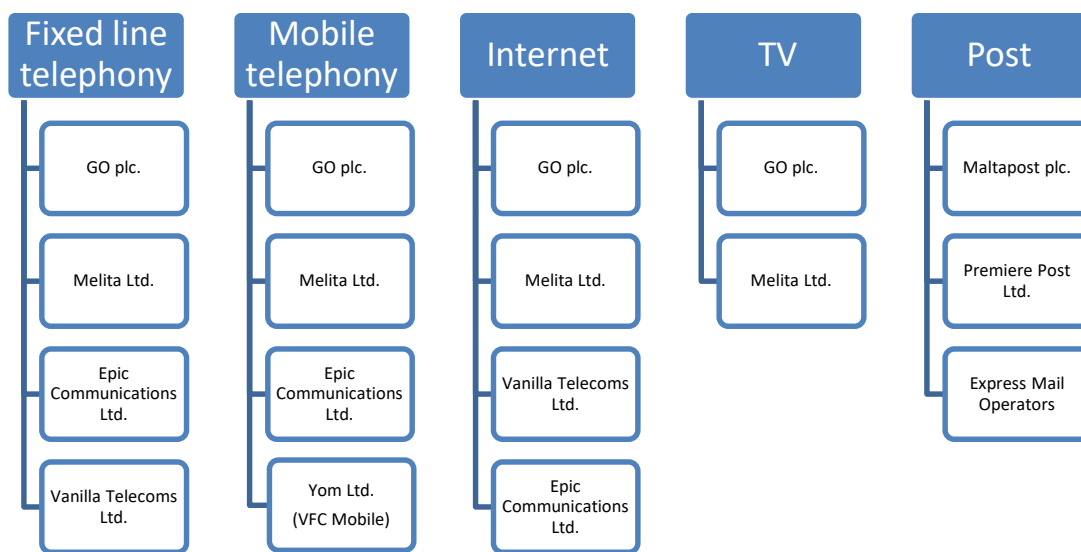 Fixed line
telephony
GO plc.
Melita Ltd.
Epic
Communications
Ltd.
Vanilla Telecoms
Ltd.
Mobile
telephony
GO plc.
Melita Ltd.
Epic
Communications
Ltd.
Yom Ltd.
(VFC Mobile)
Internet
GO plc.
Melita Ltd.
Vanilla Telecoms
Ltd.
Epic
Communications
Ltd.
TV
GO plc.
Melita Ltd.
Post
Maltapost plc.
Premiere Post
Ltd.
Express Mail
Operators